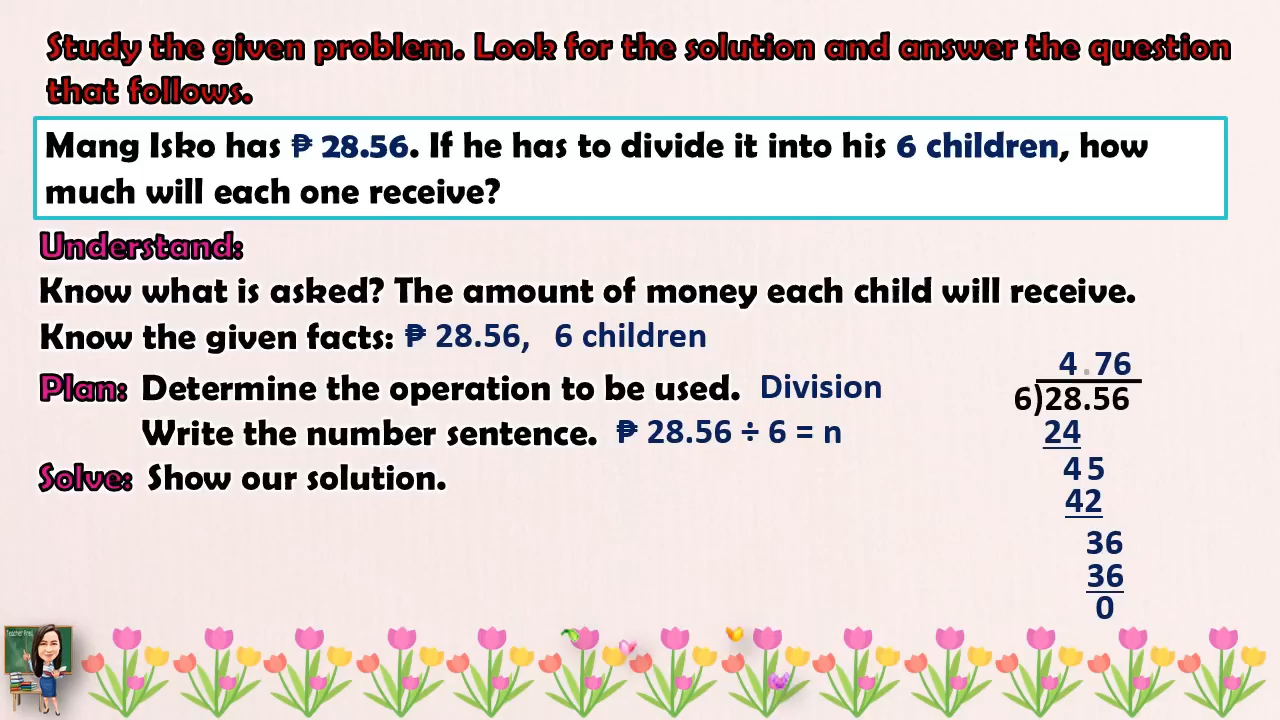 Study the given problem. Look for the solution and answer the question
that follows.
Mang Isko has ₱ 28.56. If he has to divide it into his 6 children, how
much will each one receive?
Understand:
Know what is asked? The amount of money each child will receive.
Know the given facts: ₱ 28.56, 6 children
Plan: Determine the operation to be used. Division
Write the number sentence. ₱ 28.56 ÷ 6 = n
Solve: Show our solution.
4.76
6)28.56
24
45
42
36
36
0